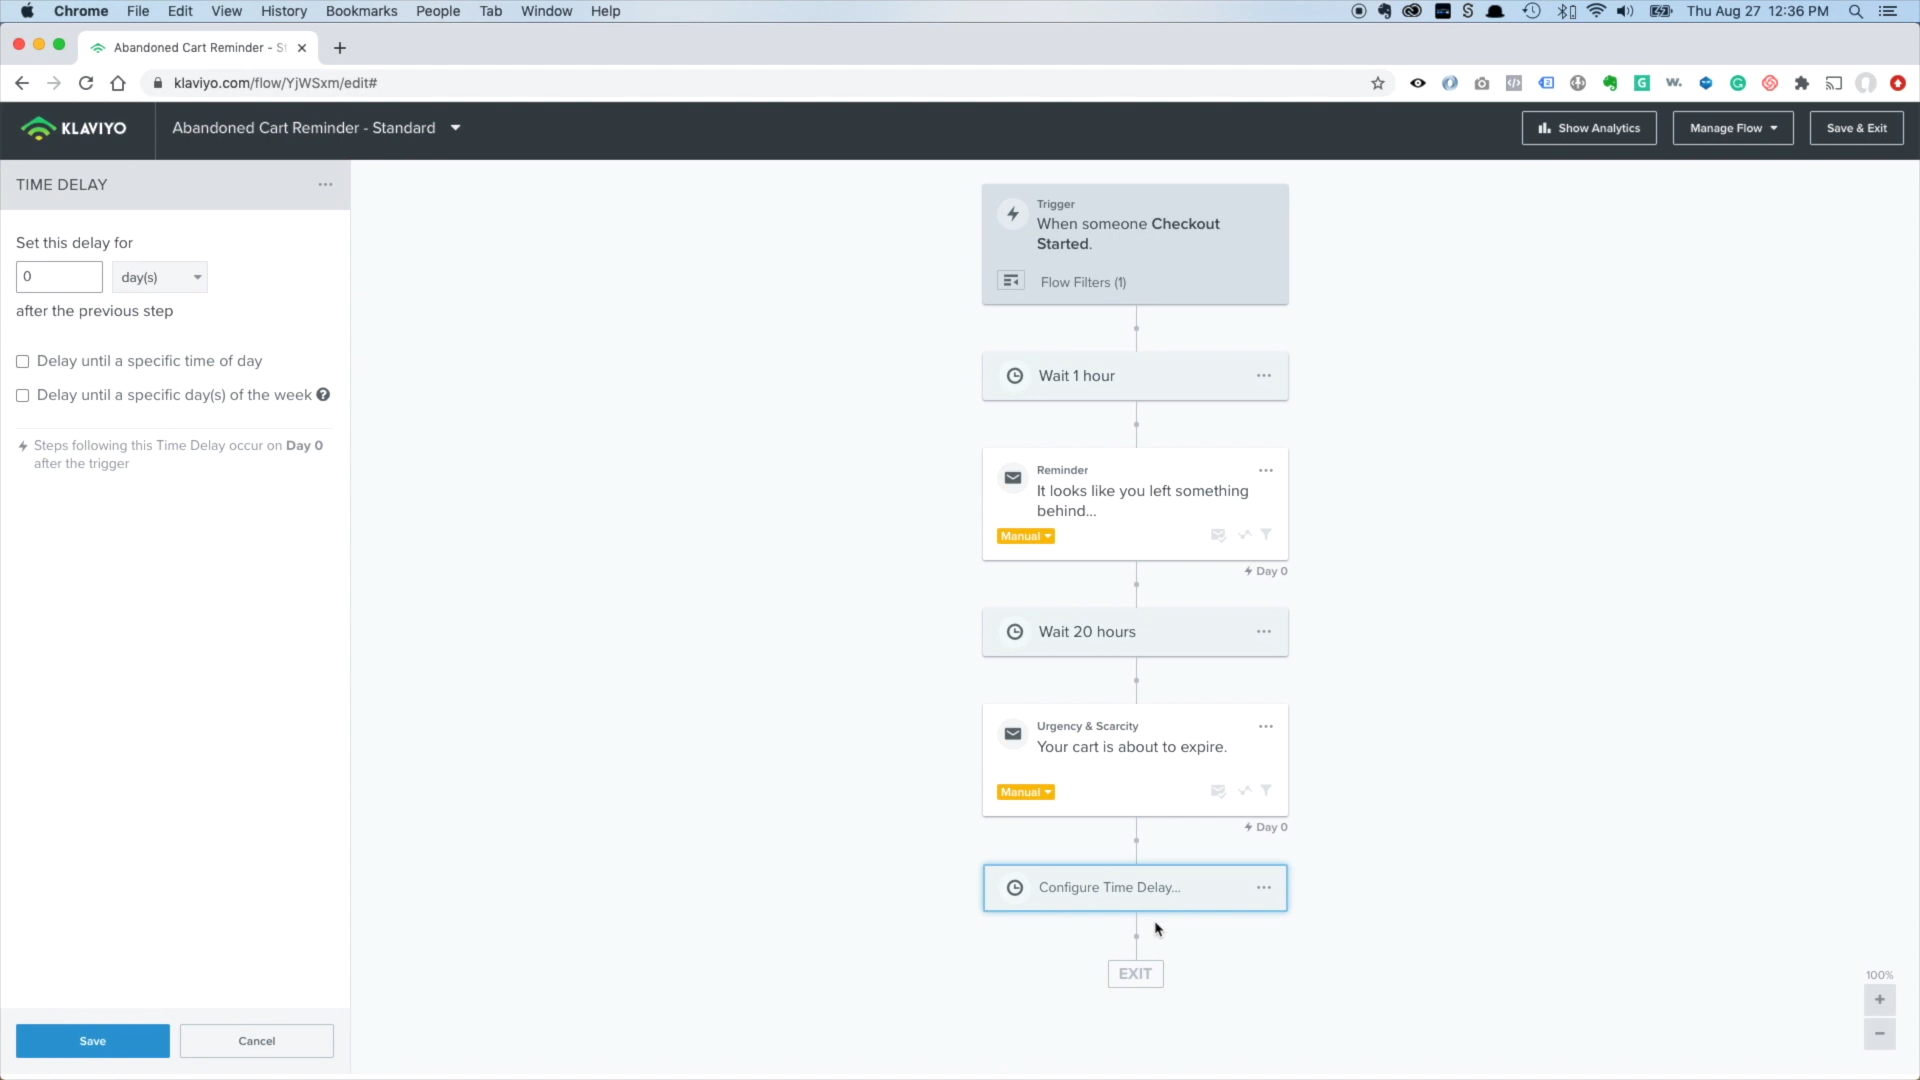 Chrome File Edit View History Bookmarks People Tab Window Help
Thu Aug 27 12:36 PM
Abandoned Cart Reminder - St
klaviyo.com/flow/YjWSxm/edit#
KLAVIYO
Abandoned Cart Reminder - Standard
Show Analytics
Manage Flow
Save & Exit
TIME DELAY
Set this delay for
0
day(s)
after the previous step
Delay until a specific time of day
Delay until a specific day(s) of the week
Steps following this Time Delay occur on Day 0
after the trigger
Save
Cancel
Trigger
When someone Checkout
Started.
Flow Filters (1)
Wait 1 hour
Reminder
It looks like you left something
behind...
Manual
Day 0
Wait 20 hours
Urgency & Scarcity
Your cart is about to expire.
Manual
Day 0
Configure Time Delay...
EXIT
100%
+
−